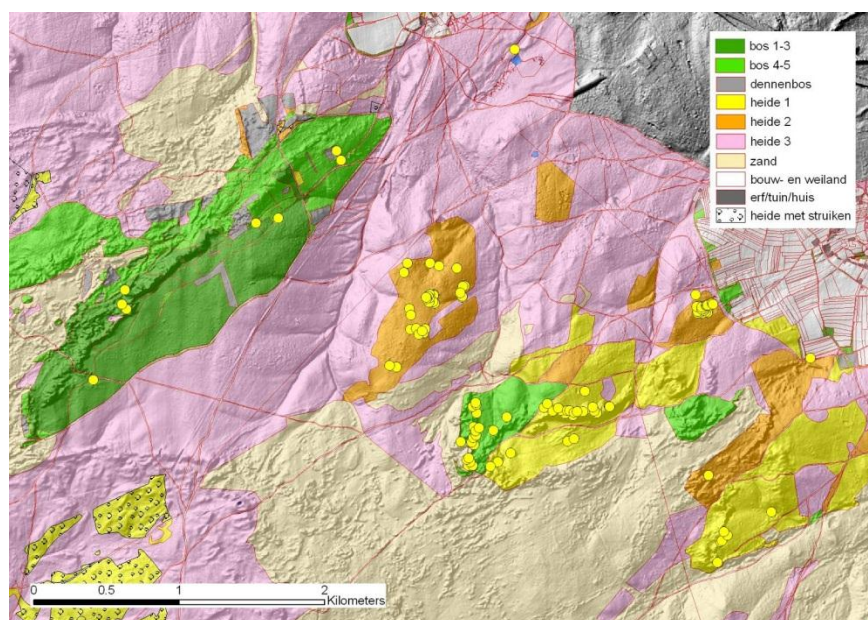 bos 1-3
bos 4-5
dennenbos
heide 1
heide 2
heide 3
zand
bouw- en weiland
erf/tuin/huis
heide met struiken
0 0.5 1 2
Kilometers